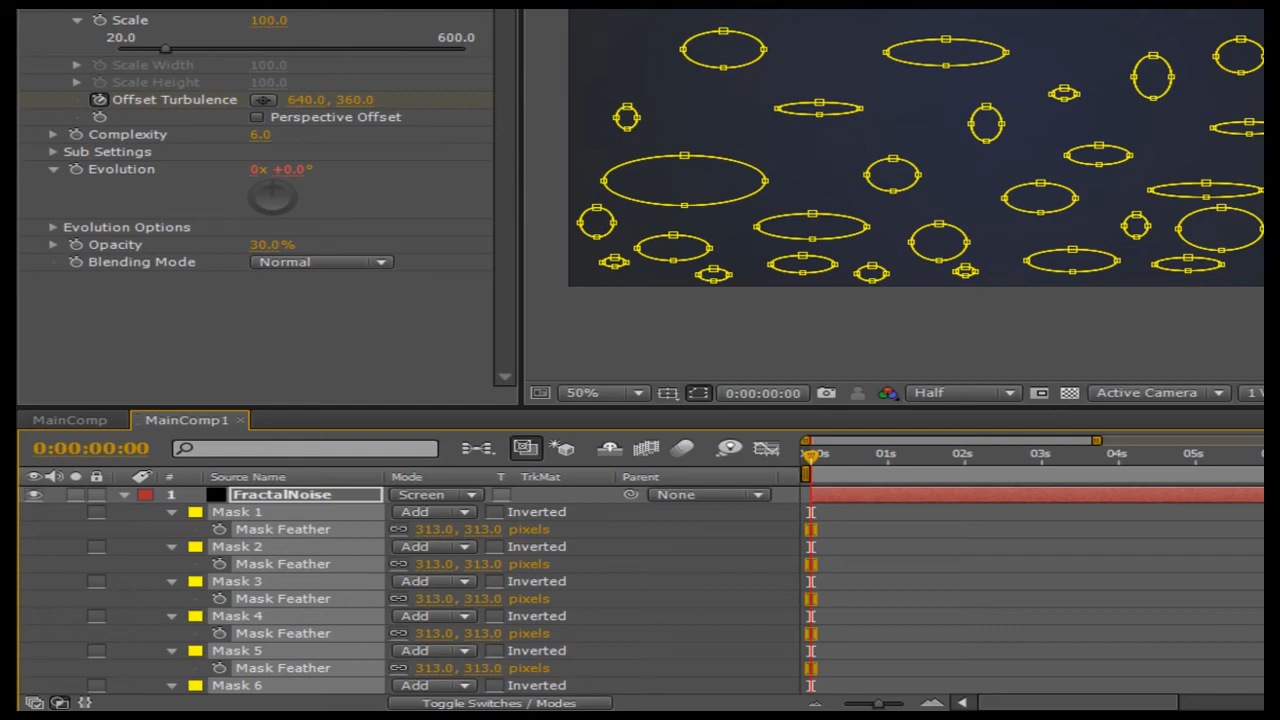 Scale 100.0
20.0 600.0
Scale Width 100.0
Scale Height 100.0
Offset Turbulence 640.0, 360.0
Perspective Offset
Complexity 6.0
Sub Settings
Evolution 0x +0.0°
Evolution Options
Opacity 30.0%
Blending Mode Normal
50% 0:00:00:00 Half Active Camera 1 V
MainComp MainComp1 ×
0:00:00:00
01s 02s 03s 04s 05s
# Source Name Mode T TrkMat Parent
1 FractalNoise Screen None
Mask 1 Add Inverted
Mask Feather 313.0, 313.0 pixels
Mask 2 Add Inverted
Mask Feather 313.0, 313.0 pixels
Mask 3 Add Inverted
Mask Feather 313.0, 313.0 pixels
Mask 4 Add Inverted
Mask Feather 313.0, 313.0 pixels
Mask 5 Add Inverted
Mask Feather 313.0, 313.0 pixels
Mask 6 Add Inverted
Toggle Switches / Modes